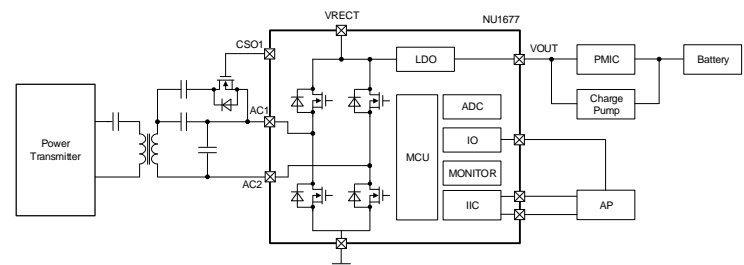 VRECT
NU1677
CSO1
LDO
VOUT
PMIC
Battery
Charge
Pump
ADC
AC1
Power
Transmitter
MCU
IO
MONITOR
AC2
IIC
AP